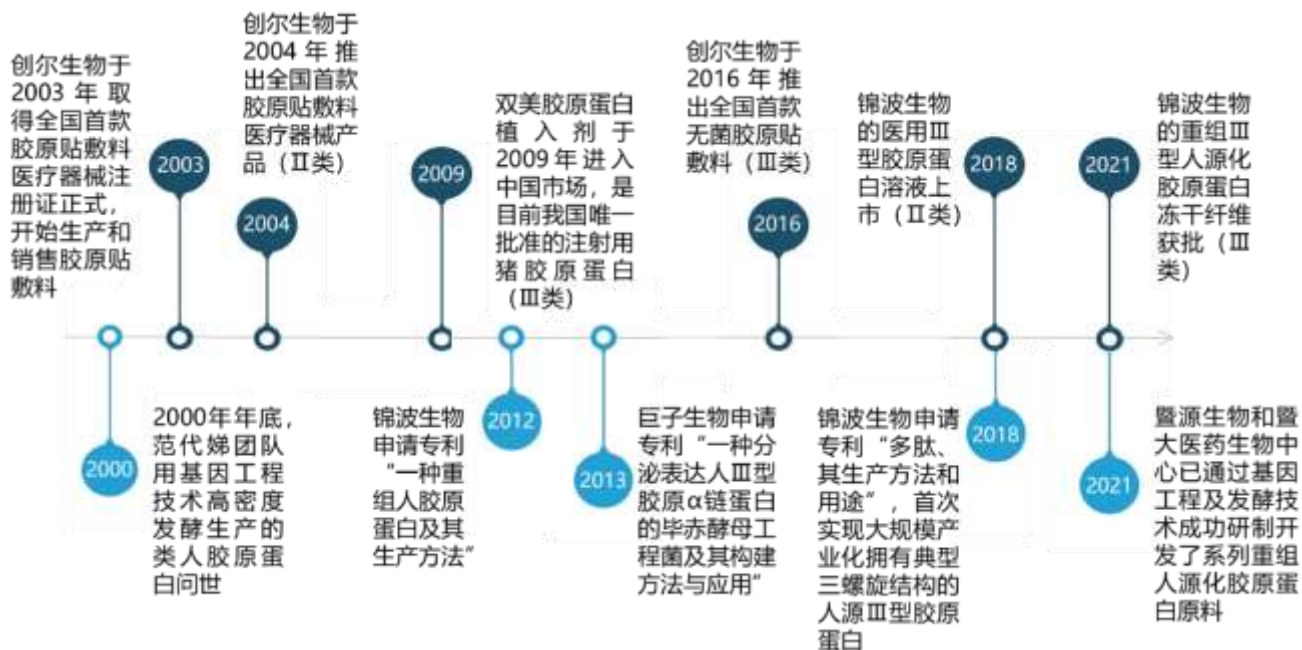 创尔生物于
2003年取
得全国首款
胶原贴敷料
医疗器械注
册证正式，
开始生产和
销售胶原贴
敷料
2003
创尔生物于
2004年推
出全国首款
胶原贴敷料
医疗器械产
品（Ⅱ类）
2004
2009
双美胶原蛋白
植入剂于
2009年进入
中国市场，是
目前我国唯一
批准的注射用
猪胶原蛋白
（Ⅲ类）
创尔生物于
2016年推
出全国首款
无菌胶原贴
敷料（Ⅲ类）
2016
锦波生物
的医用Ⅲ
型胶原蛋
白溶液上
市（Ⅱ类）
2018
2021
锦波生物
的重组Ⅲ
型人源化
胶原蛋白
冻干纤维
获批（Ⅲ
类）
2000
2000年年底，
范代娣团队
用基因工程
技术高密度
发酵生产的
类人胶原蛋
白问世
锦波生物
申请专利
“一种重
组人胶原
蛋白及其
生产方法”
2012
2013
巨子生物申请
专利“一种分
泌表达人Ⅲ型
胶原α链蛋白
的毕赤酵母工
程菌及其构建
方法与应用”
锦波生物申请
专利“多肽、
其生产方法和
用途”，首次
实现大规模产
业化拥有典型
三螺旋结构的
人源Ⅲ型胶原
蛋白
2018
2021
暨源生物和暨
大医药生物中
心已通过基因
工程及发酵技
术成功研制开
发了系列重组
人源化胶原蛋
白原料